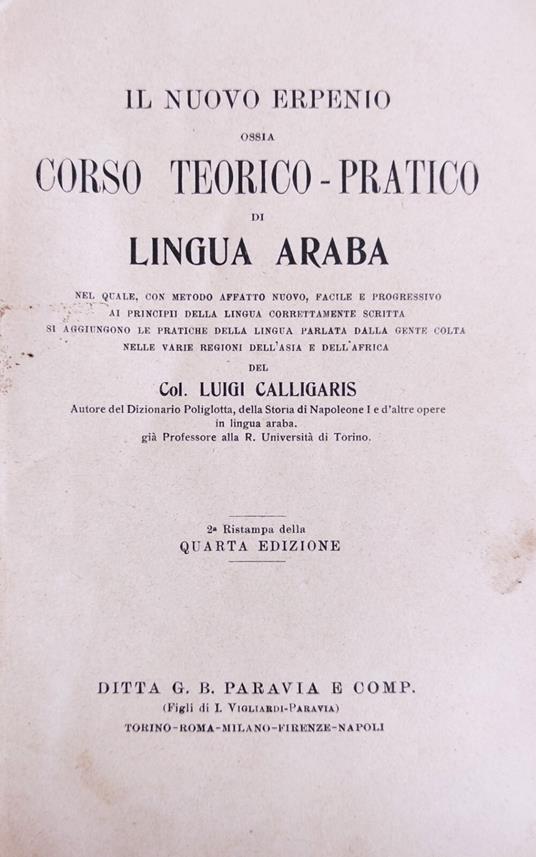 IL NUOVO ERPENIO
OSSIA
CORSO TEORICO-PRATICO
DI
LINGUA ARABA
NEL QUALE, CON METODO AFFATTO NUOVO, FACILE E PROGRESSIVO
AI PRINCIPII DELLA LINGUA CORRETTAMENTE SCRITTA
SI AGGIUNGONO LE PRATICHE DELLA LINGUA PARLATA DALLA GENTE COLTA
NELLE VARIE REGIONI DELL'ASIA E DELL'AFRICA
DEL
Col. LUIGI CALLIGARIS
Autore del Dizionario Poliglotta, della Storia di Napoleone I e d'altre opere
in lingua araba.
già Professore alla R. Università di Torino.
2ª Ristampa della
QUARTA EDIZIONE
DITTA G. B. PARAVIA E COMP.
(Figli di I. VIGLIARDI-PARAVIA)
TORINO-ROMA-MILANO-FIRENZE-NAPOLI